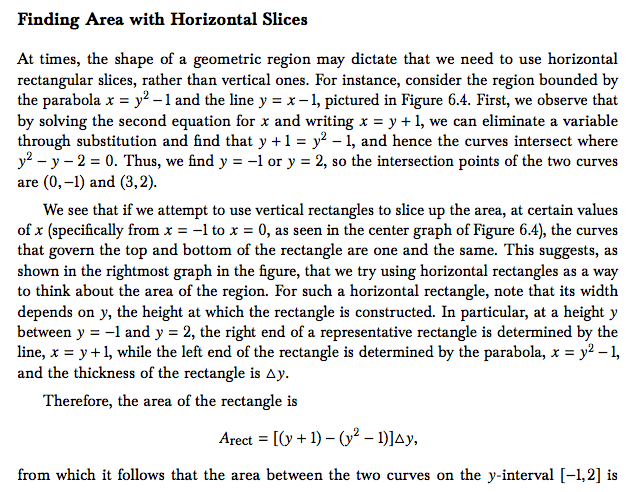 Finding Area with Horizontal Slices
At times, the shape of a geometric region may dictate that we need to use horizontal
rectangular slices, rather than vertical ones. For instance, consider the region bounded by
the parabola x = y² − 1 and the line y = x − 1, pictured in Figure 6.4. First, we observe that
by solving the second equation for x and writing x = y + 1, we can eliminate a variable
through substitution and find that y + 1 = y² − 1, and hence the curves intersect where
y² − y − 2 = 0. Thus, we find y = −1 or y = 2, so the intersection points of the two curves
are (0, −1) and (3, 2).
We see that if we attempt to use vertical rectangles to slice up the area, at certain values
of x (specifically from x = −1 to x = 0, as seen in the center graph of Figure 6.4), the curves
that govern the top and bottom of the rectangle are one and the same. This suggests, as
shown in the rightmost graph in the figure, that we try using horizontal rectangles as a way
to think about the area of the region. For such a horizontal rectangle, note that its width
depends on y, the height at which the rectangle is constructed. In particular, at a height y
between y = −1 and y = 2, the right end of a representative rectangle is determined by the
line, x = y + 1, while the left end of the rectangle is determined by the parabola, x = y² − 1,
and the thickness of the rectangle is △y.
Therefore, the area of the rectangle is
Arect = [(y + 1) − (y² − 1)]△y,
from which it follows that the area between the two curves on the y-interval [−1, 2] is